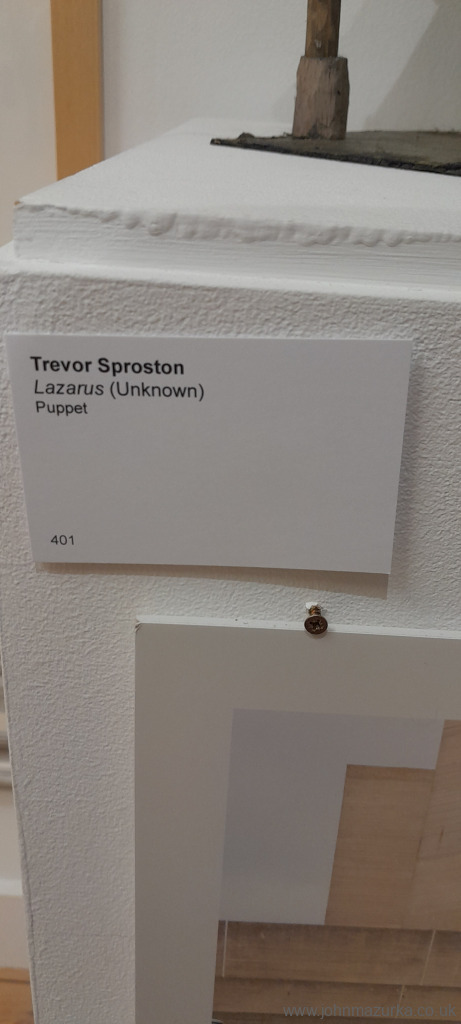 Trevor Sproston
Lazarus (Unknown)
Puppet
401
www.johnmazurka.co.uk